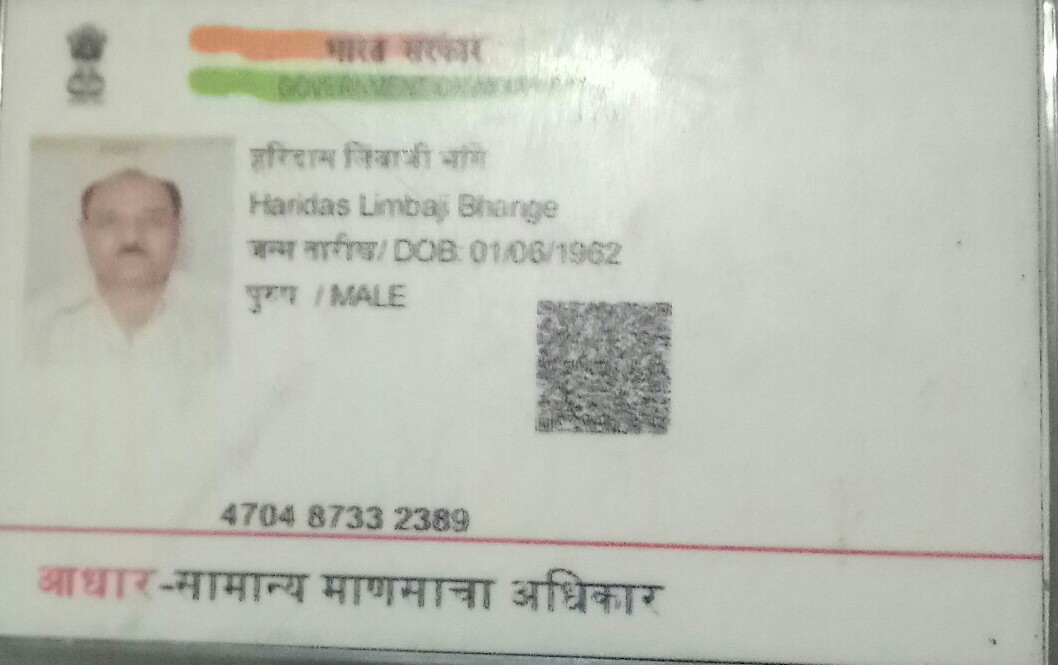 भारत सरकार
GOVERNMENT OF
हरिदास लिंबाजी भांगे
Haridas Limbaji Bhange
जन्म तारीख/ DOB: 01/06/1962
पुरुष / MALE
4704 8733 2389
आधार-सामान्य माणसाचा अधिकार